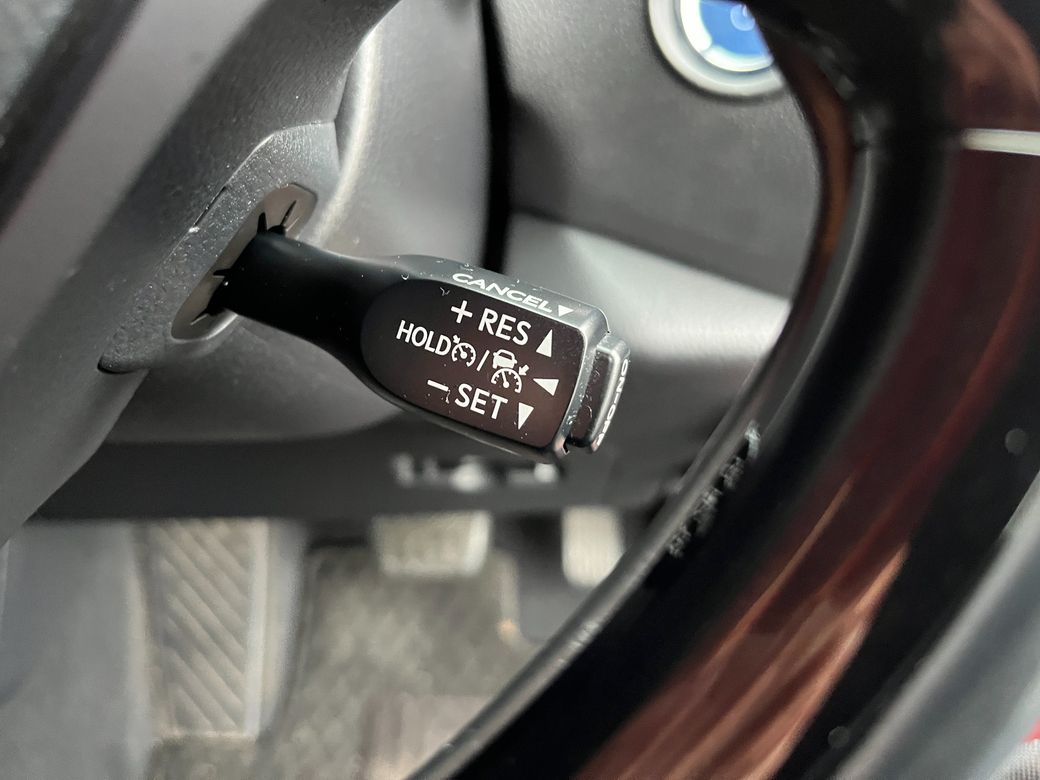 CANCEL▼
+ RES▲
HOLD / ◀
− SET▼